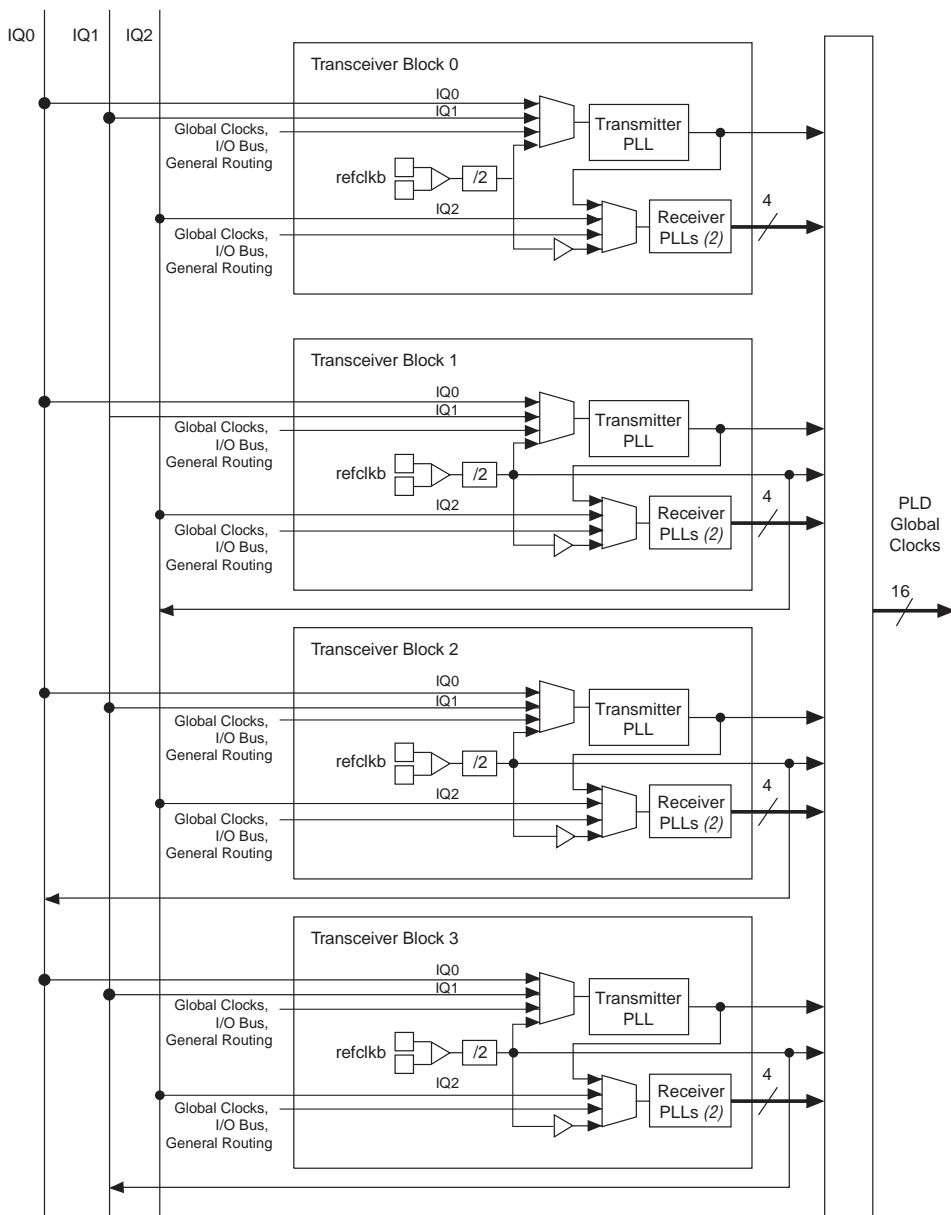 IQ0
IQ1
IQ2
Transceiver Block 0
IQ0
IQ1
Global Clocks,
I/O Bus,
General Routing
Transmitter
PLL
refclkb
/2
IQ2
Global Clocks,
I/O Bus,
General Routing
Receiver
PLLs (2)
4
Transceiver Block 1
IQ0
IQ1
Global Clocks,
I/O Bus,
General Routing
Transmitter
PLL
refclkb
/2
IQ2
Global Clocks,
I/O Bus,
General Routing
Receiver
PLLs (2)
4
PLD
Global
Clocks
16
Transceiver Block 2
IQ0
IQ1
Global Clocks,
I/O Bus,
General Routing
Transmitter
PLL
refclkb
/2
IQ2
Global Clocks,
I/O Bus,
General Routing
Receiver
PLLs (2)
4
Transceiver Block 3
IQ0
IQ1
Global Clocks,
I/O Bus,
General Routing
Transmitter
PLL
refclkb
/2
IQ2
Global Clocks,
I/O Bus,
General Routing
Receiver
PLLs (2)
4